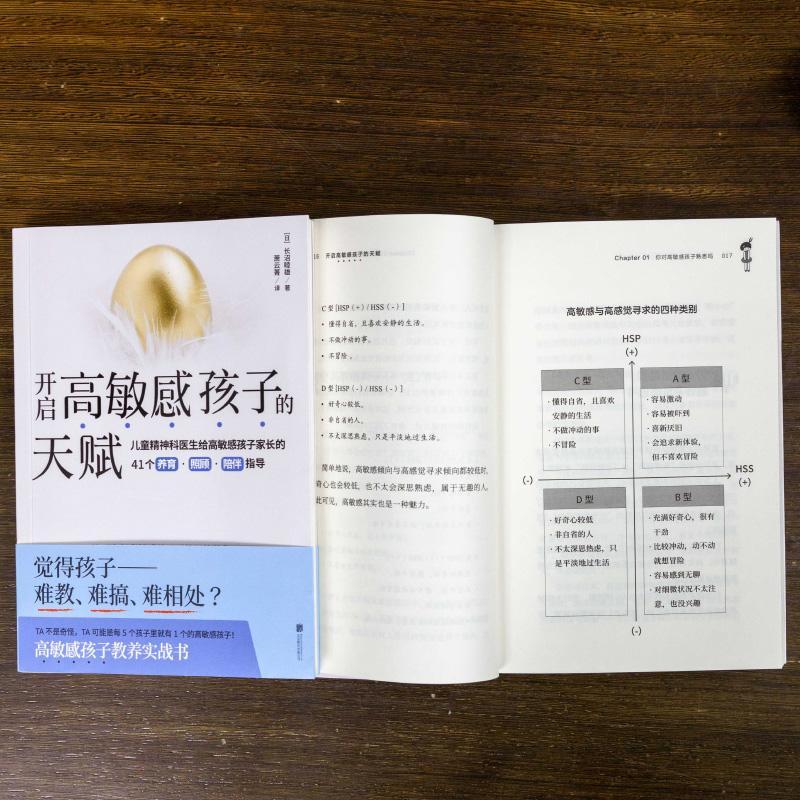 [日] 长沼睦雄 著
萧云菁 译
开启高敏感孩子的
天赋
儿童精神科医生给高敏感孩子家长的
41个 养育·照顾·陪伴 指导
觉得孩子——
难教、难搞、难相处？
TA 不是奇怪，TA 可能是每 5 个孩子里就有 1 个的高敏感孩子！
高敏感孩子教养实战书
开启高敏感孩子的天赋
C 型 [HSP (+) / HSS (-) ]
· 懂得自省，且喜欢安静的生活。
· 不做冲动的事。
· 不冒险。
D 型 [HSP (-) / HSS (-) ]
· 好奇心较低。
· 非自省的人。
· 不太深思熟虑，只是平淡地过生活。
简单地说，高敏感倾向与高感觉寻求倾向都较低时，
奇心也会较低，也不太会深思熟虑，属于无趣的人。
此可见，高敏感其实也是一种魅力。
Chapter 01 你对高敏感孩子熟悉吗 017
高敏感与高感觉寻求的四种类别
HSP
(+)
C 型
· 懂得自省，且喜欢
安静的生活
· 不做冲动的事
· 不冒险
A 型
· 容易激动
· 容易被吓到
· 喜新厌旧
· 会追求新体验，
但不喜欢冒险
(-)
HSS
(+)
D 型
· 好奇心较低
· 非自省的人
· 不太深思熟虑，只
是平淡地过生活
B 型
· 充满好奇心，很有
干劲
· 比较冲动，动不动
就想冒险
· 容易感到无聊
· 对细微状况不太注
意，也没兴趣
(-)